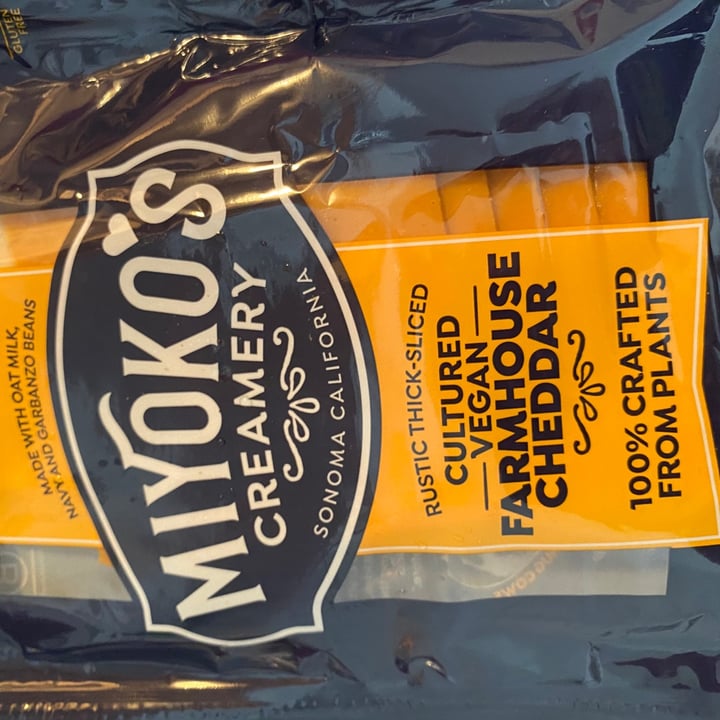 GLUTEN
FREE
MADE WITH OAT MILK,
NAVY AND GARBANZO BEANS
MIYOKO'S
CREAMERY
SONOMA CALIFORNIA
RUSTIC THICK-SLICED
CULTURED
VEGAN
FARMHOUSE
CHEDDAR
100% CRAFTED
FROM PLANTS